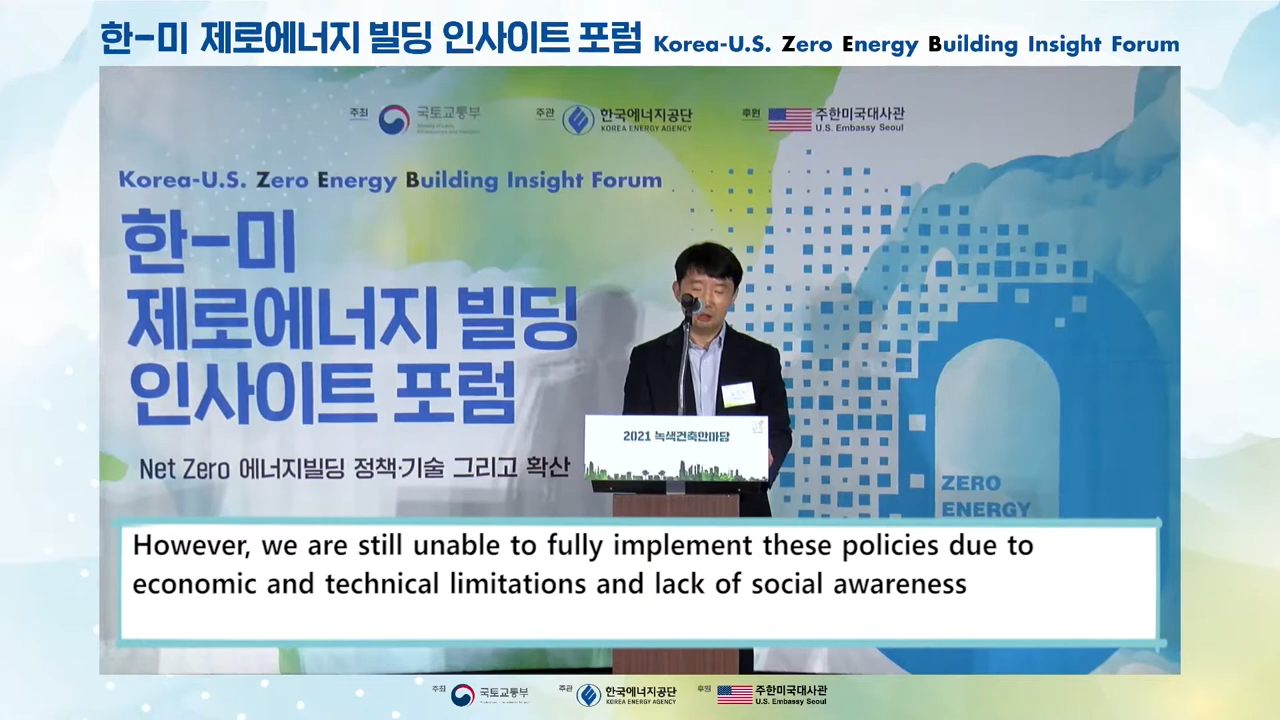 한-미 제로에너지 빌딩 인사이트 포럼 Korea-U.S. Zero Energy Building Insight Forum
주최 국토교통부 주관 한국에너지공단 KOREA ENERGY AGENCY 후원 주한미국대사관 U.S. Embassy Seoul
Korea-U.S. Zero Energy Building Insight Forum
한-미
제로에너지 빌딩
인사이트 포럼
Net Zero 에너지빌딩 정책·기술 그리고 확산
2021 녹색건축한마당
ZERO
ENERGY
However, we are still unable to fully implement these policies due to
economic and technical limitations and lack of social awareness
주최 국토교통부 주관 한국에너지공단 KOREA ENERGY AGENCY 후원 주한미국대사관 U.S. Embassy Seoul